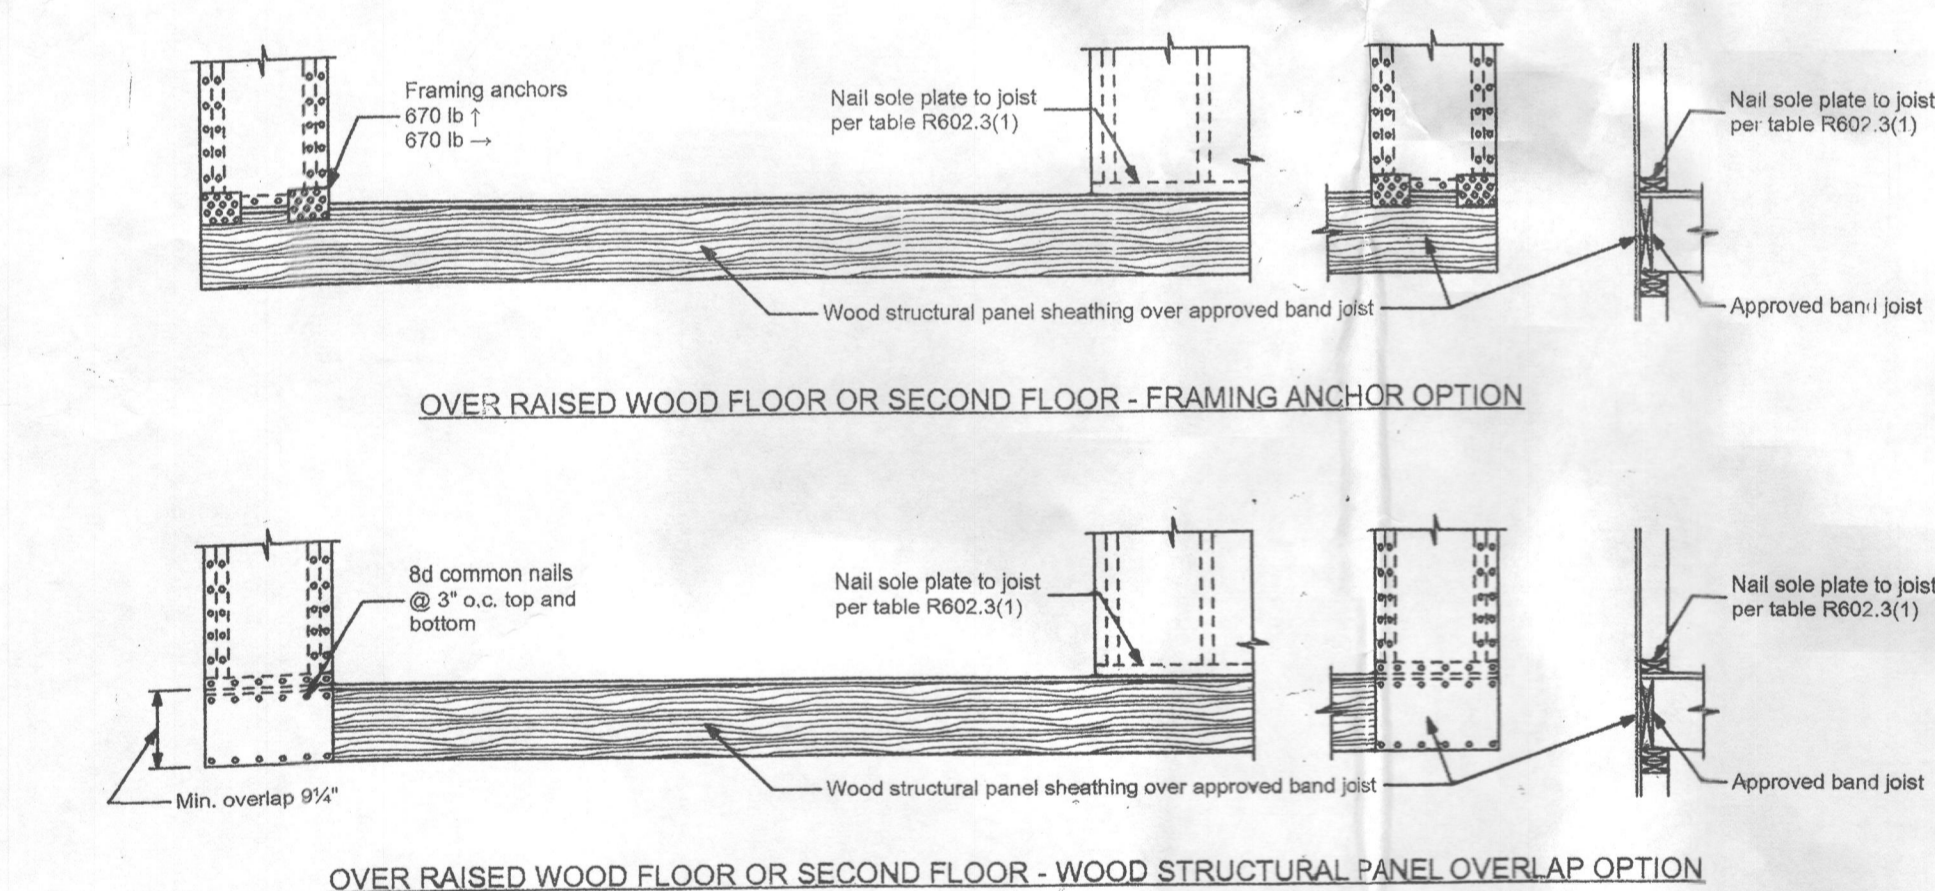 Framing anchors
670 lb ↑
670 lb →
Nail sole plate to joist
per table R602.3(1)
Nail sole plate to joist
per table R602.3(1)
Wood structural panel sheathing over approved band joist
Approved band joist
OVER RAISED WOOD FLOOR OR SECOND FLOOR - FRAMING ANCHOR OPTION
8d common nails
@ 3" o.c. top and
bottom
Nail sole plate to joist
per table R602.3(1)
Nail sole plate to joist
per table R602.3(1)
Min. overlap 9¼"
Wood structural panel sheathing over approved band joist
Approved band joist
OVER RAISED WOOD FLOOR OR SECOND FLOOR - WOOD STRUCTURAL PANEL OVERLAP OPTION